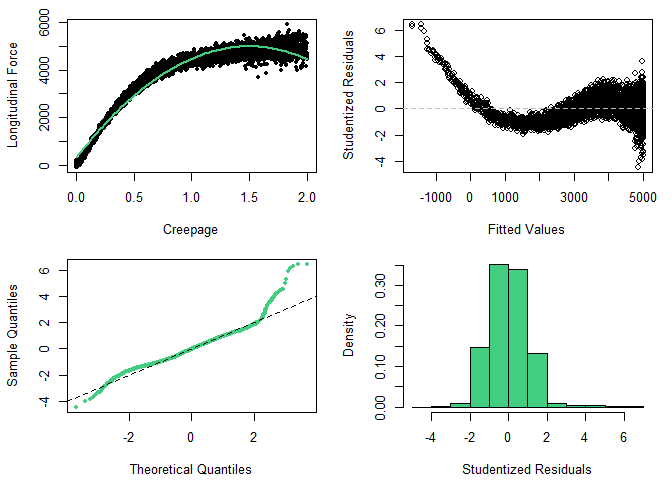 Longitudinal Force
0 2000 4000 6000
0.0 0.5 1.0 1.5 2.0
Creepage
Studentized Residuals
-4 -2 0 2 4 6
-1000 0 1000 3000 5000
Fitted Values
Sample Quantiles
-4 -2 0 2 4 6
-2 0 2
Theoretical Quantiles
Density
0.00 0.10 0.20 0.30
-4 -2 0 2 4 6
Studentized Residuals